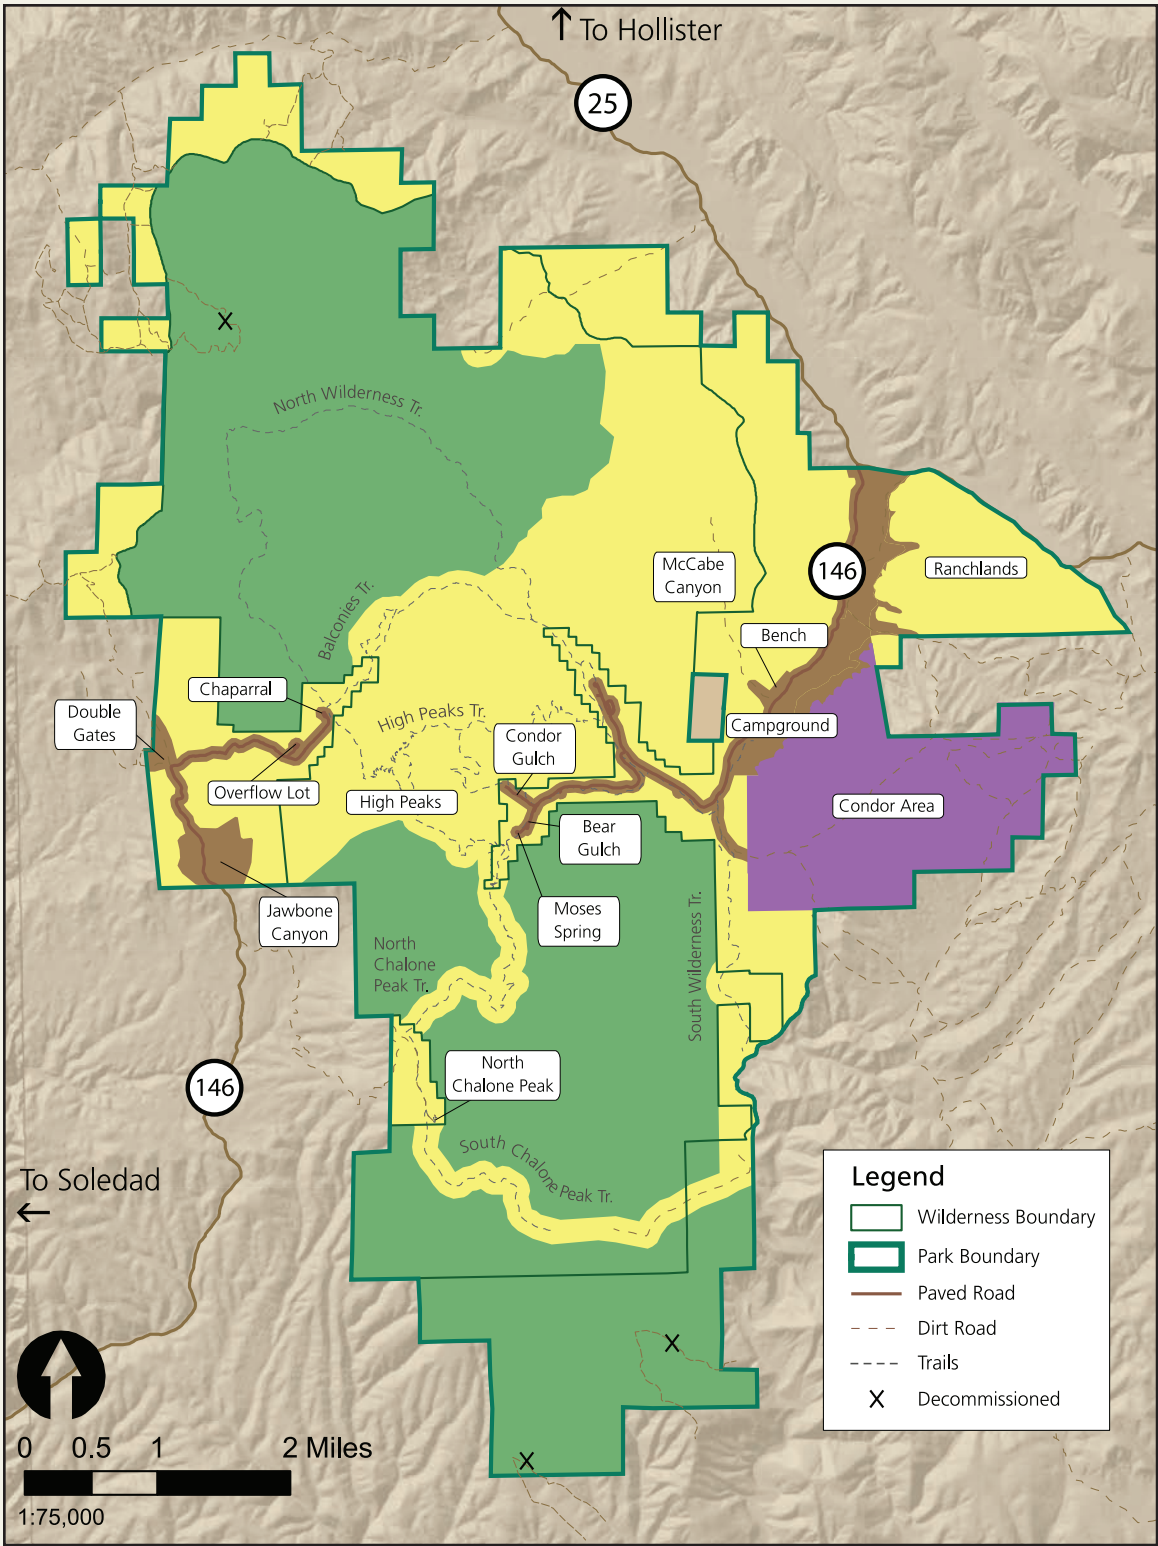 To Hollister
25
North Wilderness Tr.
McCabe
Canyon
146
Ranchlands
Bench
Balconies Tr.
Chaparral
Double
Gates
High Peaks Tr.
Condor
Gulch
Campground
Overflow Lot
High Peaks
Condor Area
Bear
Gulch
Jawbone
Canyon
Moses
Spring
North
Chalone
Peak Tr.
South Wilderness Tr.
North
Chalone Peak
146
South Chalone Peak Tr.
To Soledad
Legend
Wilderness Boundary
Park Boundary
Paved Road
Dirt Road
Trails
X Decommissioned
X
X
X
0 0.5 1 2 Miles
1:75,000